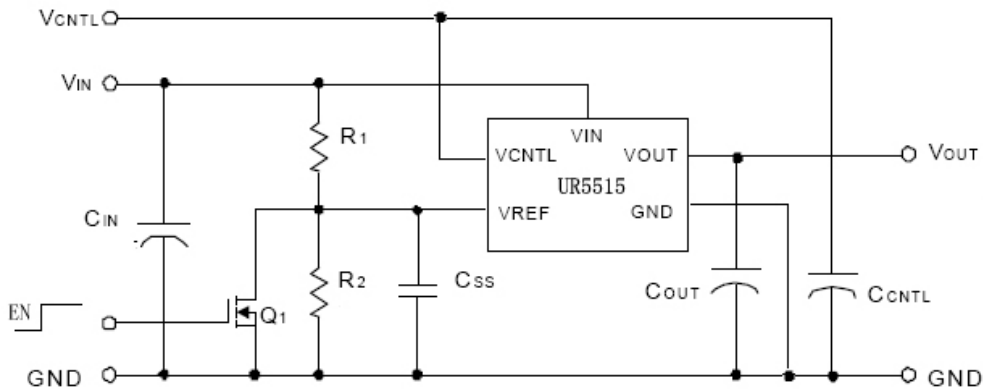 VCNTL
VIN
R1
VIN
VCNTL
VOUT
VOUT
UR5515
VREF
GND
CIN
R2
CSS
COUT
CCNTL
EN
Q1
GND
GND